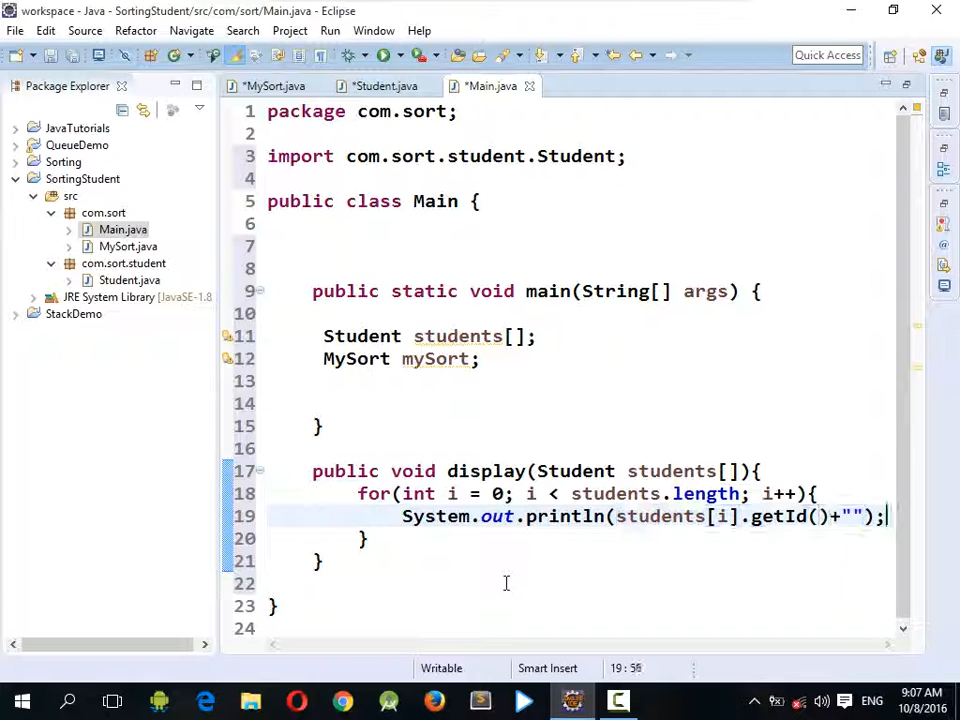 workspace - Java - SortingStudent/src/com/sort/Main.java - Eclipse
File Edit Source Refactor Navigate Search Project Run Window Help
Quick Access
Package Explorer
*MySort.java
*Student.java
*Main.java
JavaTutorials
QueueDemo
Sorting
SortingStudent
src
com.sort
Main.java
MySort.java
com.sort.student
Student.java
JRE System Library [JavaSE-1.8
StackDemo
1 package com.sort;
2
3 import com.sort.student.Student;
4
5 public class Main {
6
7
8
9 public static void main(String[] args) {
10
11 Student students[];
12 MySort mySort;
13
14
15 }
16
17 public void display(Student students[]){
18 for(int i = 0; i < students.length; i++){
19 System.out.println(students[i].getId()+"");
20 }
21 }
22
23 }
24
Writable
Smart Insert
ENG
9:07 AM
10/8/2016